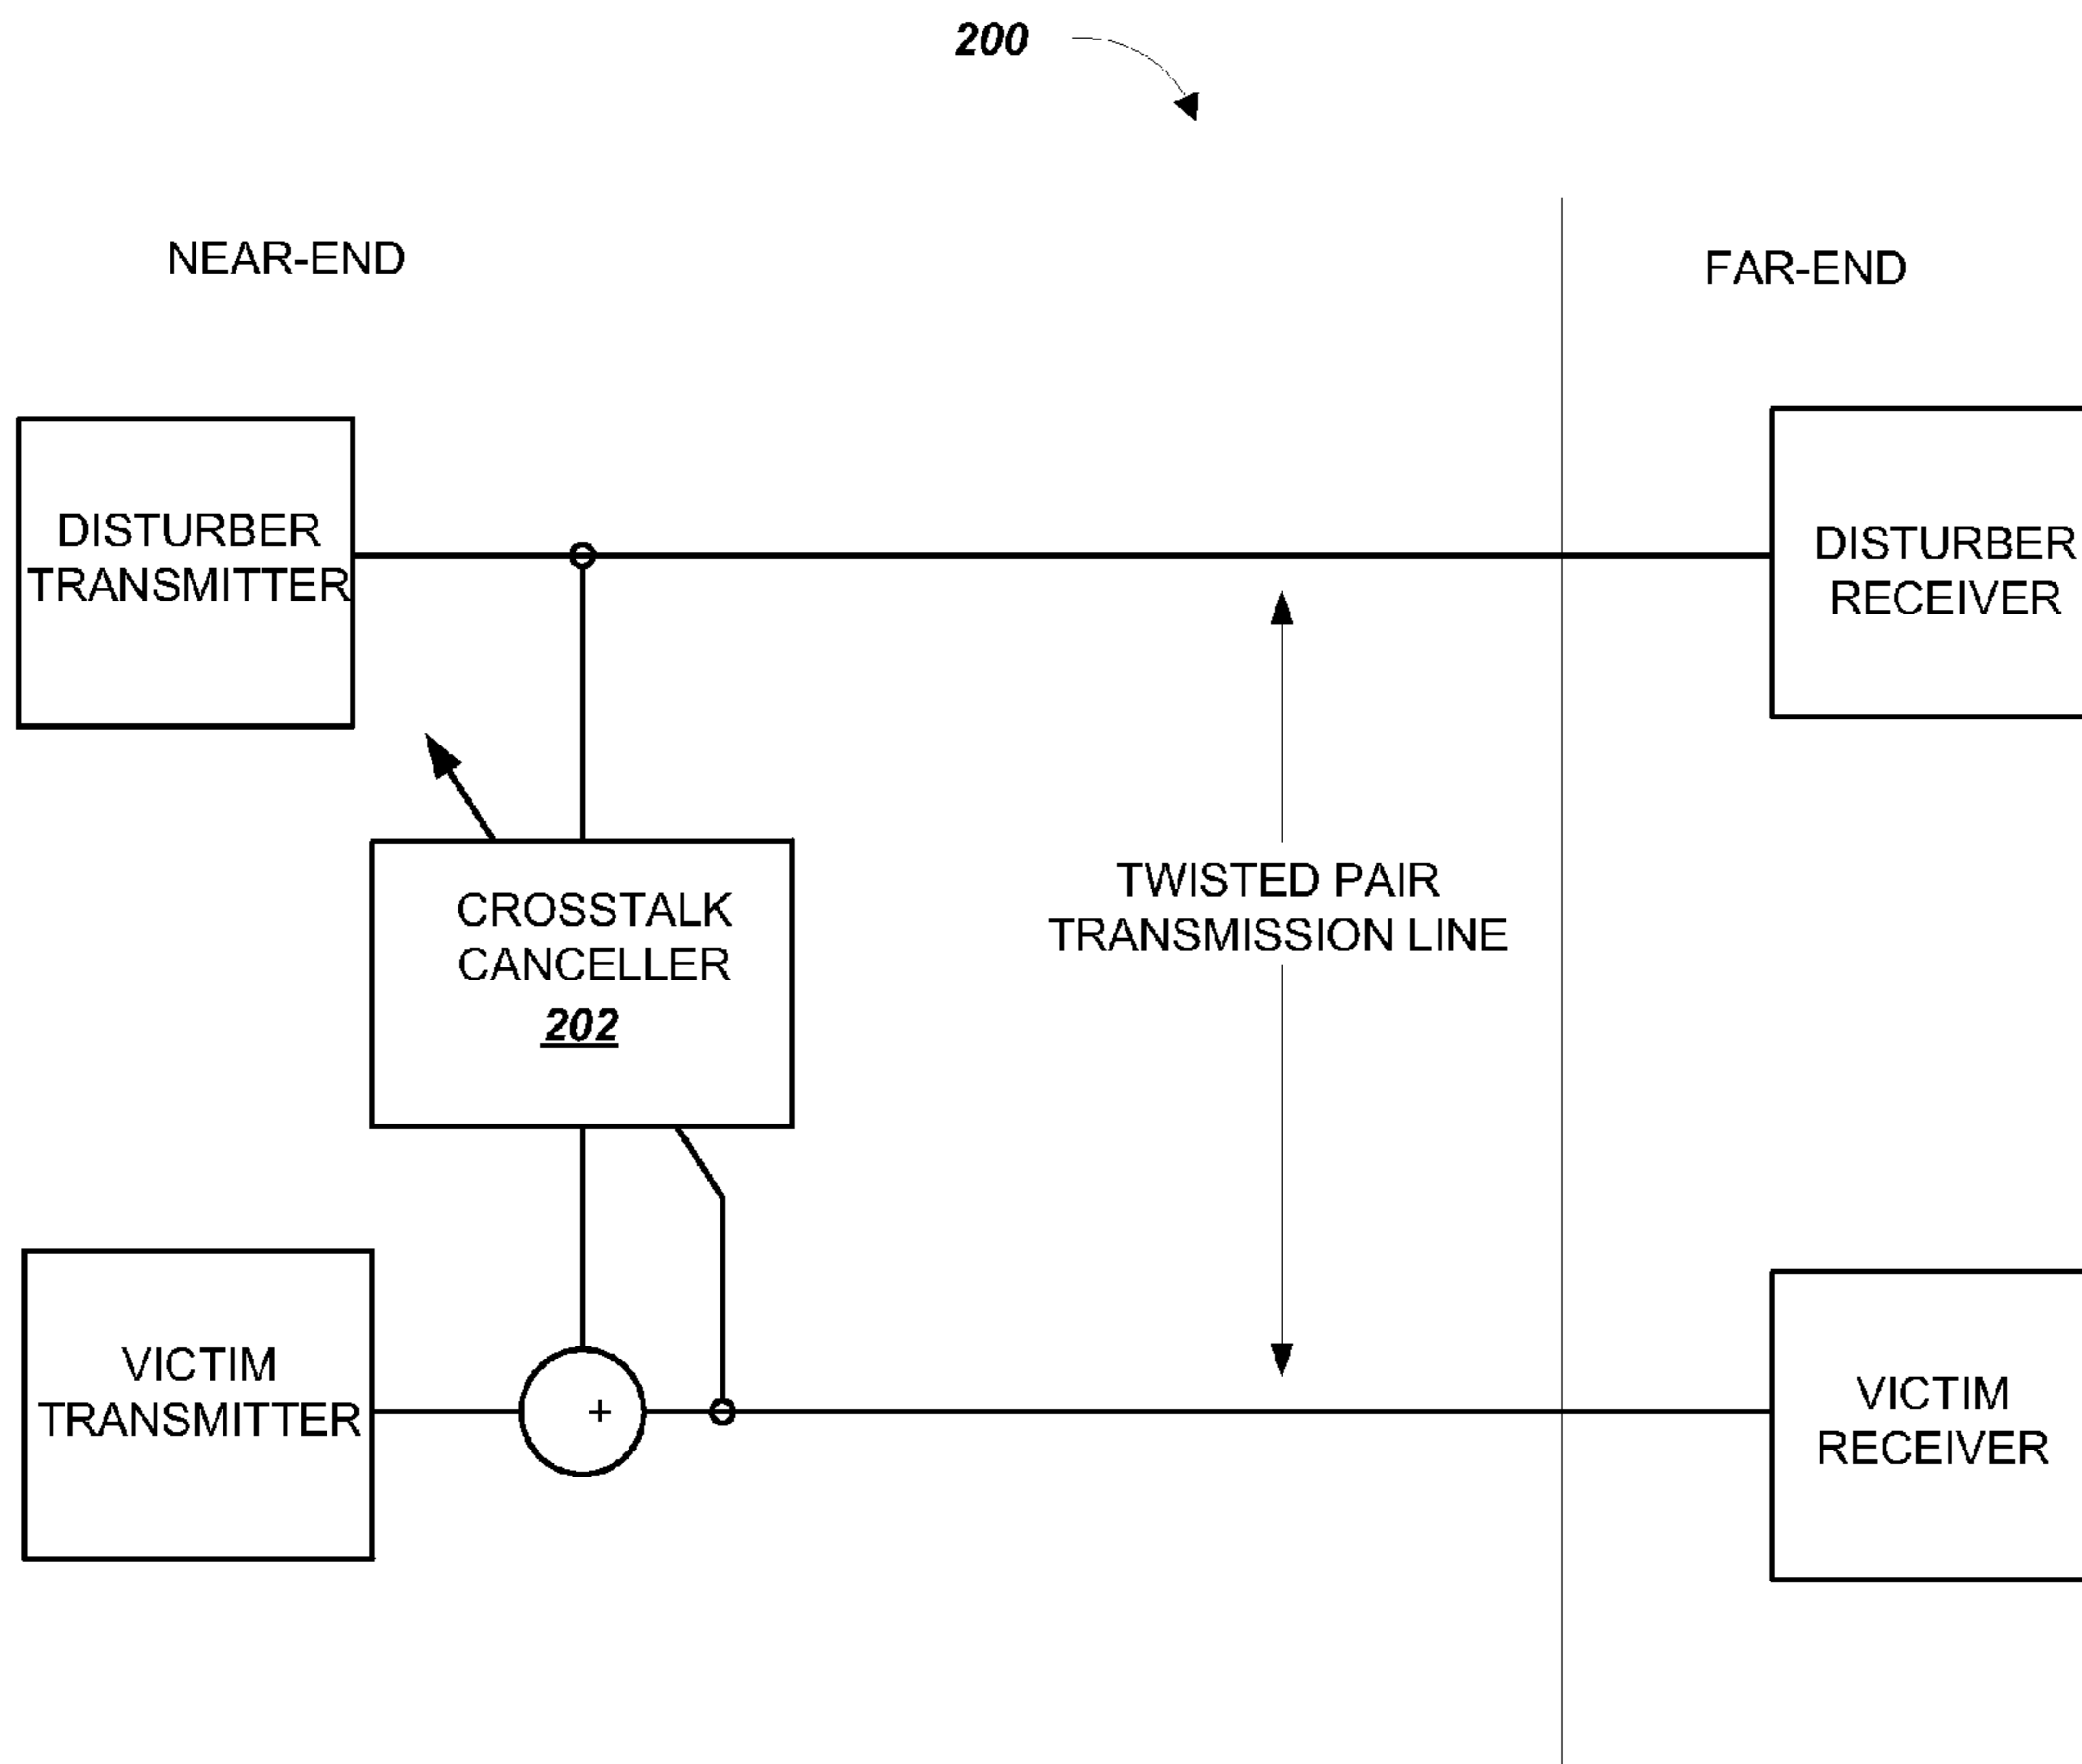 200
NEAR-END
FAR-END
DISTURBER
TRANSMITTER
DISTURBER
RECEIVER
CROSSTALK
CANCELLER
202
TWISTED PAIR
TRANSMISSION LINE
VICTIM
TRANSMITTER
+
VICTIM
RECEIVER